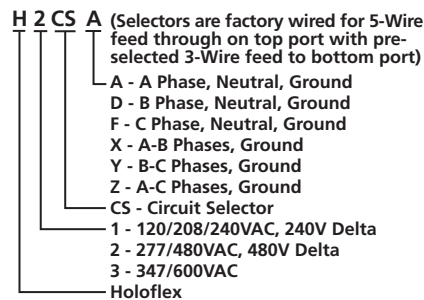 H 2 CS A (Selectors are factory wired for 5-Wire
feed through on top port with pre-
selected 3-Wire feed to bottom port)
A - A Phase, Neutral, Ground
D - B Phase, Neutral, Ground
F - C Phase, Neutral, Ground
X - A-B Phases, Ground
Y - B-C Phases, Ground
Z - A-C Phases, Ground
CS - Circuit Selector
1 - 120/208/240VAC, 240V Delta
2 - 277/480VAC, 480V Delta
3 - 347/600VAC
Holoflex